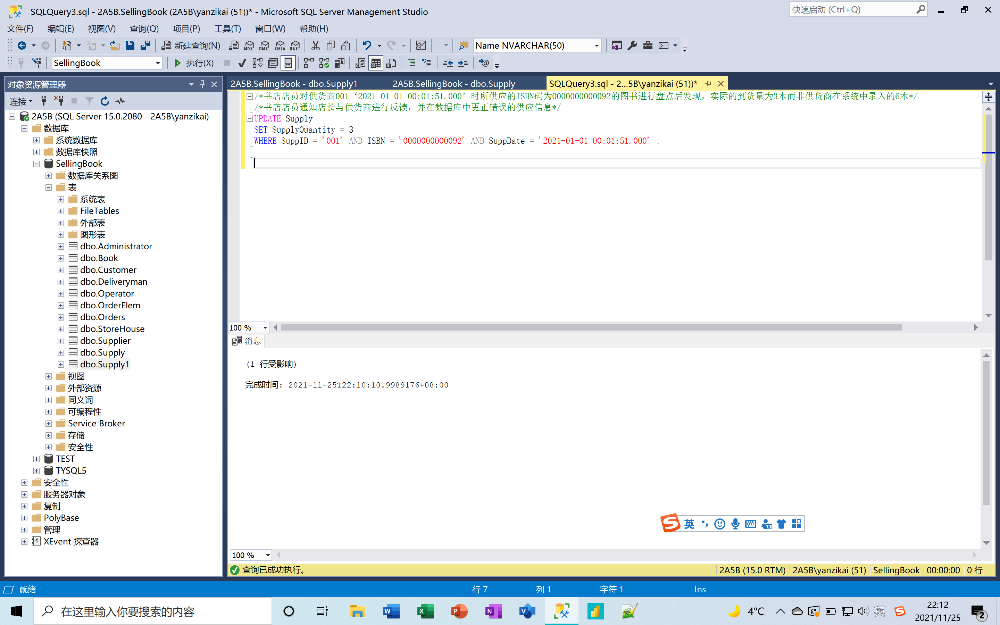 SQLQuery3.sql - 2A5B.SellingBook (2A5B\yanzikai (51))* - Microsoft SQL Server Management Studio
快速启动 (Ctrl+Q)
文件(F) 编辑(E) 视图(V) 查询(Q) 项目(P) 工具(T) 窗口(W) 帮助(H)
新建查询(N) MDX DMX XMLA DAX Name NVARCHAR(50)
SellingBook 执行(X)
对象资源管理器
连接
2A5B (SQL Server 15.0.2080 - 2A5B\yanzikai)
数据库
系统数据库
数据库快照
SellingBook
数据库关系图
表
系统表
FileTables
外部表
图形表
dbo.Administrator
dbo.Book
dbo.Customer
dbo.Deliveryman
dbo.Operator
dbo.OrderElem
dbo.Orders
dbo.StoreHouse
dbo.Supplier
dbo.Supply
dbo.Supply1
视图
外部资源
同义词
可编程性
Service Broker
存储
安全性
TEST
TYSQL5
安全性
服务器对象
复制
PolyBase
管理
XEvent 探查器
2A5B.SellingBook - dbo.Supply1 2A5B.SellingBook - dbo.Supply SQLQuery3.sql - 2...5B\yanzikai (51))*
/*书店店员对供货商001 ‘2021-01-01 00:01:51.000’ 时所供应的ISBN码为0000000000092的图书进行盘点后发现，实际的到货量为3本而非供货商在系统中录入的6本*/
/*书店店员通知店长与供货商进行反馈，并在数据库中更正错误的供应信息*/
UPDATE Supply
SET SupplyQuantity = 3
WHERE SuppID = '001' AND ISBN = '0000000000092' AND SuppDate = '2021-01-01 00:01:51.000' ;
100 %
消息
(1 行受影响)
完成时间: 2021-11-25T22:10:10.9989176+08:00
英
100 %
查询已成功执行。 2A5B (15.0 RTM) 2A5B\yanzikai (51) SellingBook 00:00:00 0 行
就绪 行 7 列 1 字符 1 Ins
在这里输入你要搜索的内容
4°C 英
22:12
2021/11/25
2